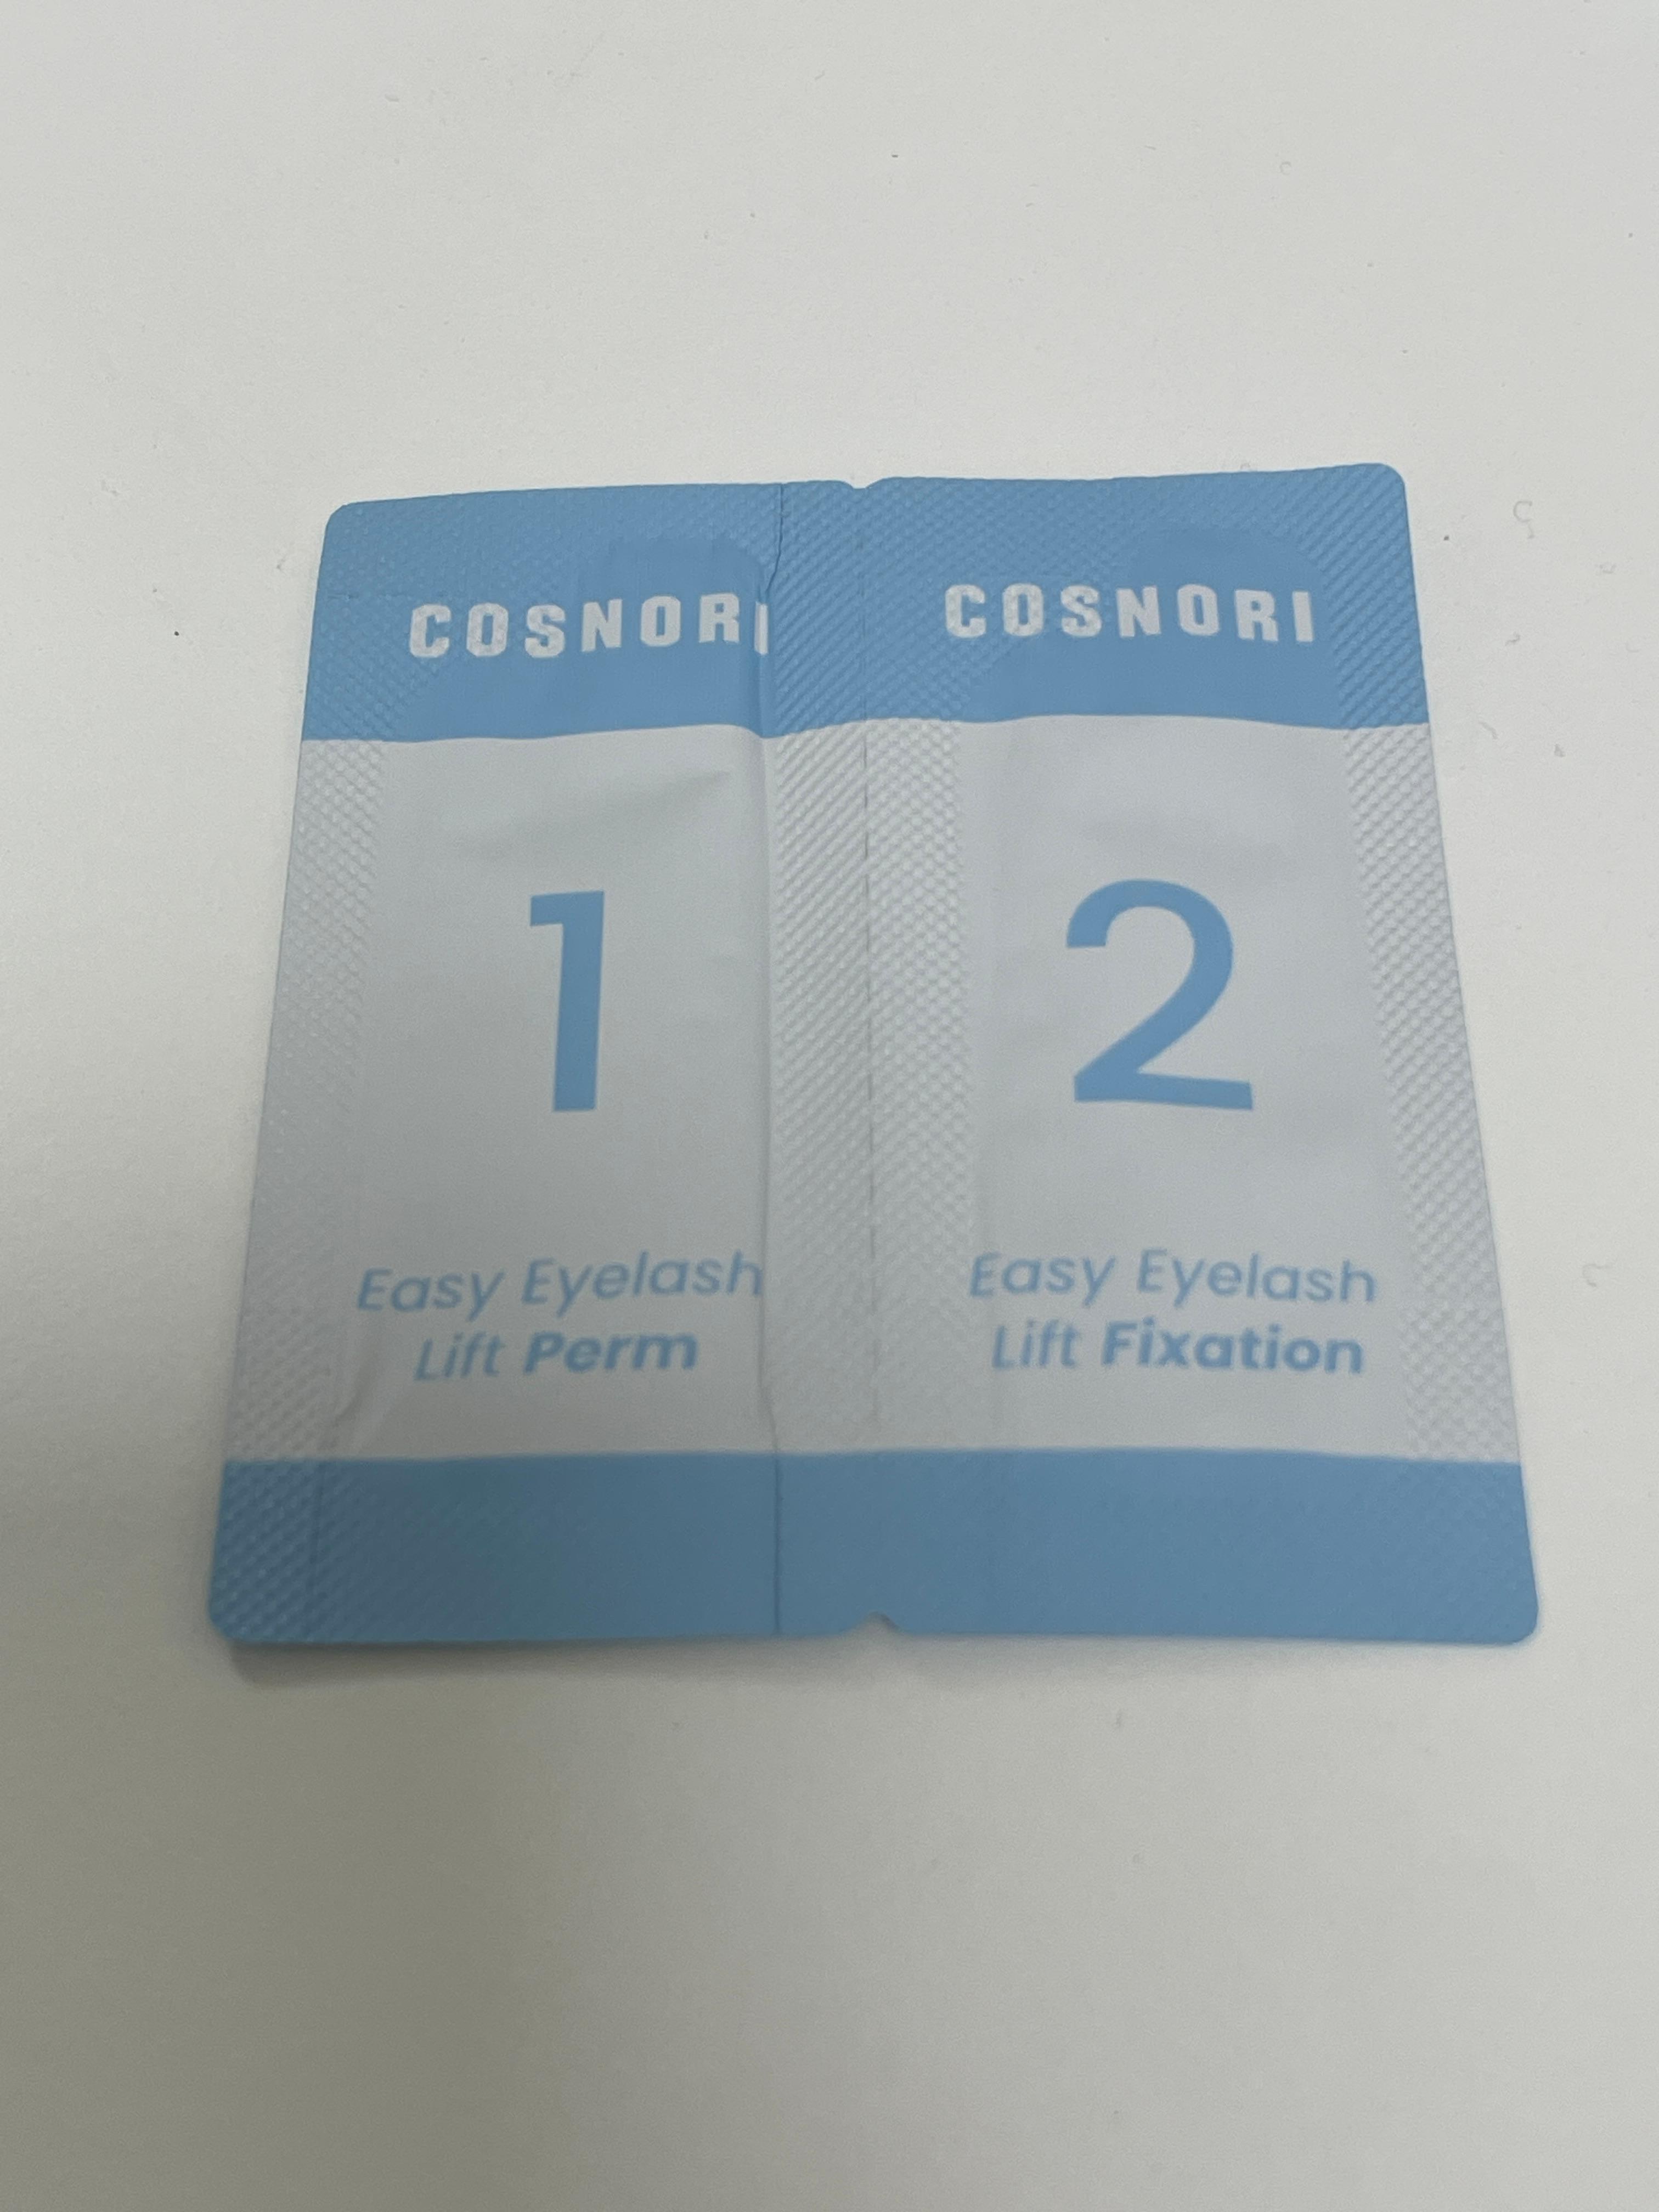 COSNORI
1
Easy Eyelash
Lift Perm
COSNORI
2
Easy Eyelash
Lift Fixation